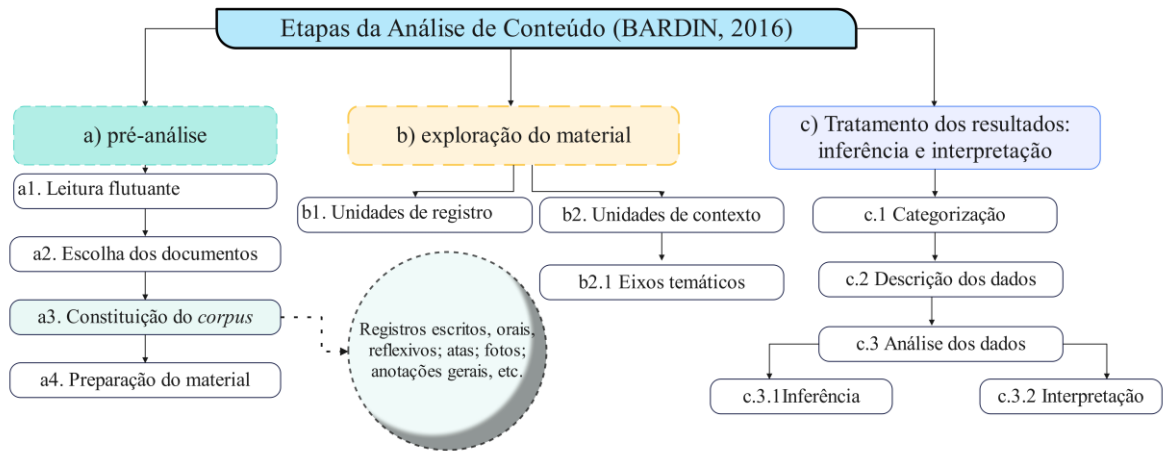 Etapas da Análise de Conteúdo (BARDIN, 2016)
a) pré-análise
a1. Leitura flutuante
a2. Escolha dos documentos
a3. Constituição do corpus
a4. Preparação do material
Registros escritos, orais,
reflexivos; atas; fotos;
anotações gerais, etc.
b) exploração do material
b1. Unidades de registro
b2. Unidades de contexto
b2.1 Eixos temáticos
c) Tratamento dos resultados:
inferência e interpretação
c.1 Categorização
c.2 Descrição dos dados
c.3 Análise dos dados
c.3.1Inferência
c.3.2 Interpretação